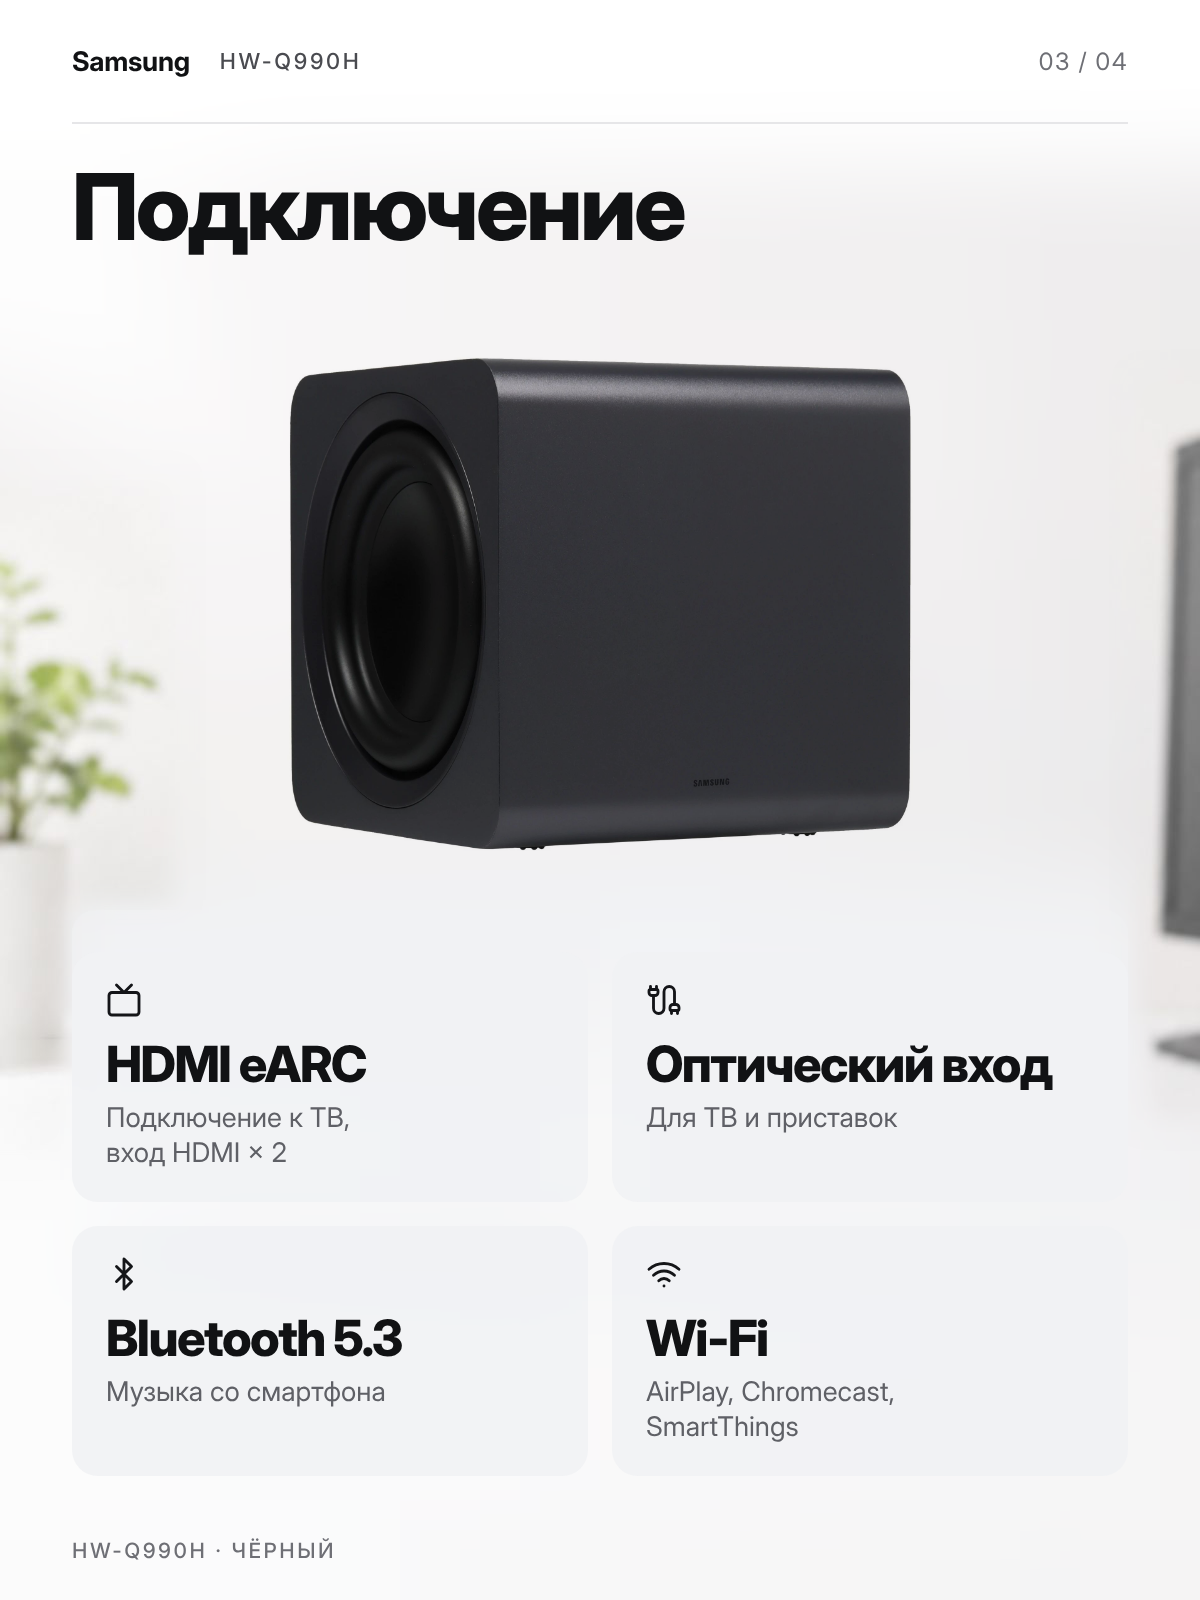 Samsung HW-Q990H 03 / 04
Подключение
SAMSUNG
HDMI eARC
Подключение к ТВ,
вход HDMI × 2
Оптический вход
Для ТВ и приставок
Bluetooth 5.3
Музыка со смартфона
Wi-Fi
AirPlay, Chromecast,
SmartThings
HW-Q990H · ЧЁРНЫЙ